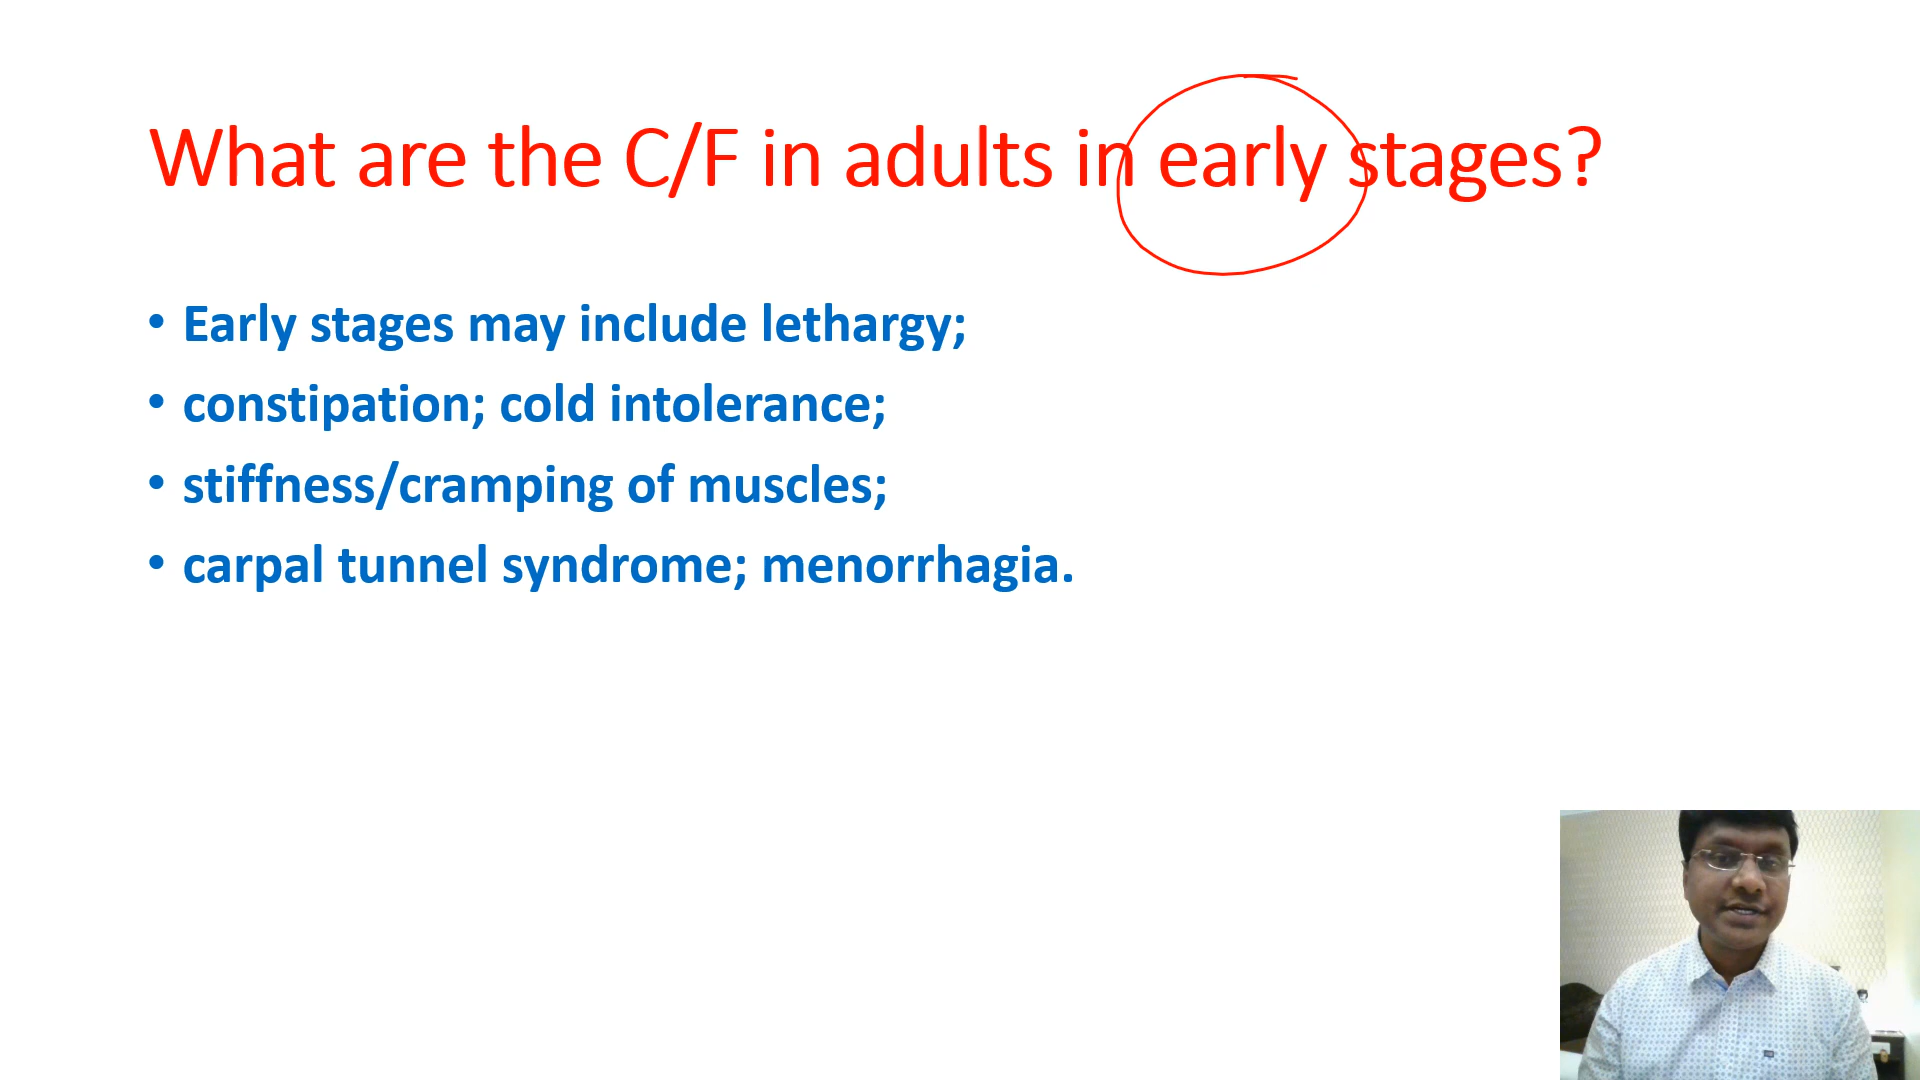 What are the C/F in adults in early stages?
• Early stages may include lethargy;
• constipation; cold intolerance;
• stiffness/cramping of muscles;
• carpal tunnel syndrome; menorrhagia.